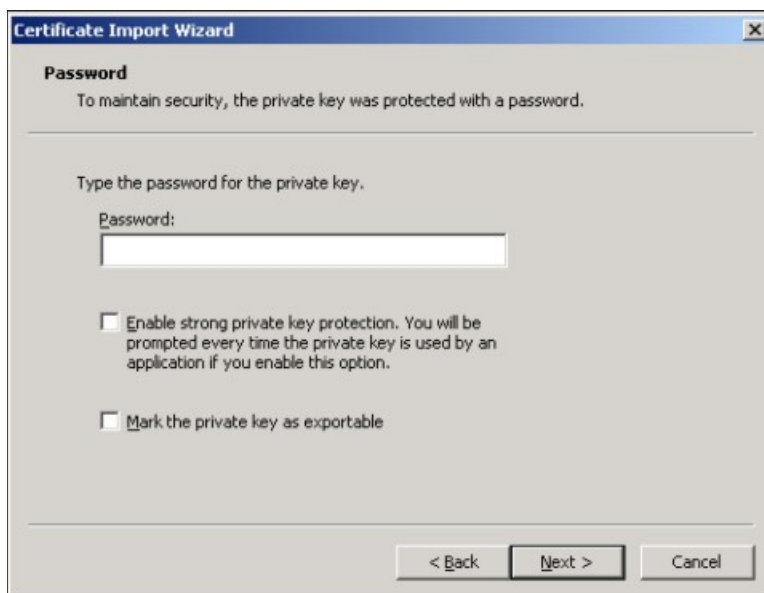 Certificate Import Wizard
Password
To maintain security, the private key was protected with a password.
Type the password for the private key.
Password:
Enable strong private key protection. You will
be prompted every time the private key is used by an
application if you enable this option.
Mark the private key as exportable
< Back
Next >
Cancel